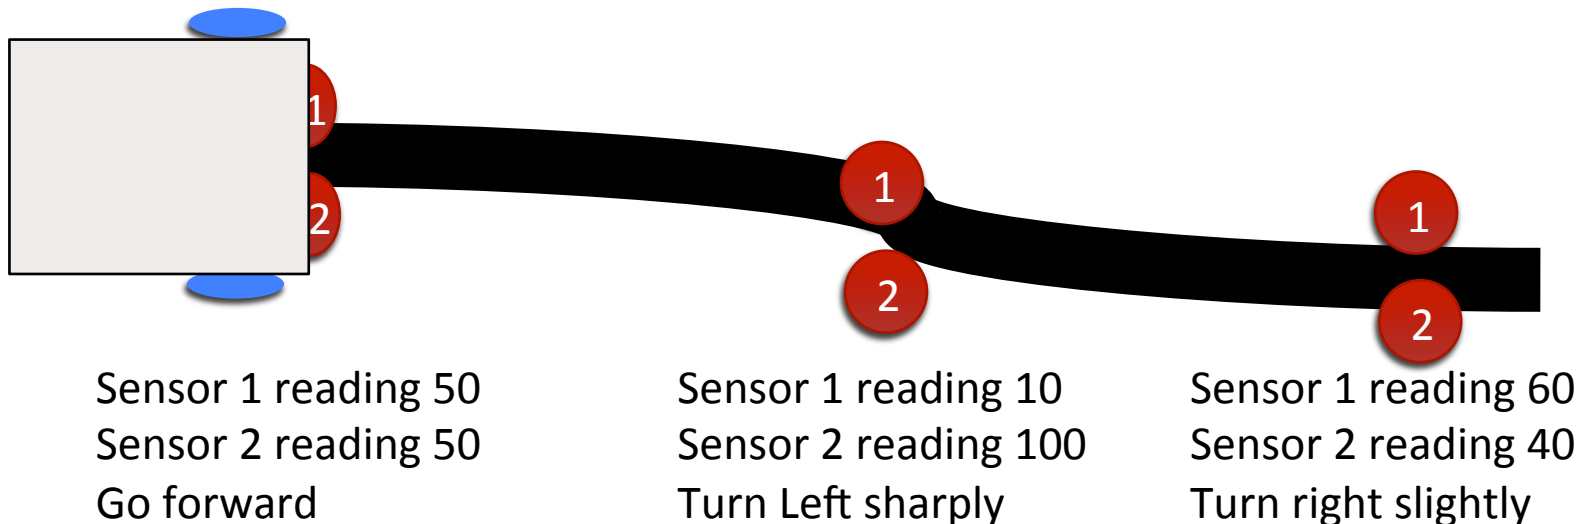 1
2
1
2
1
2
Sensor 1 reading 50
Sensor 2 reading 50
Go forward
Sensor 1 reading 10
Sensor 2 reading 100
Turn Left sharply
Sensor 1 reading 60
Sensor 2 reading 40
Turn right slightly